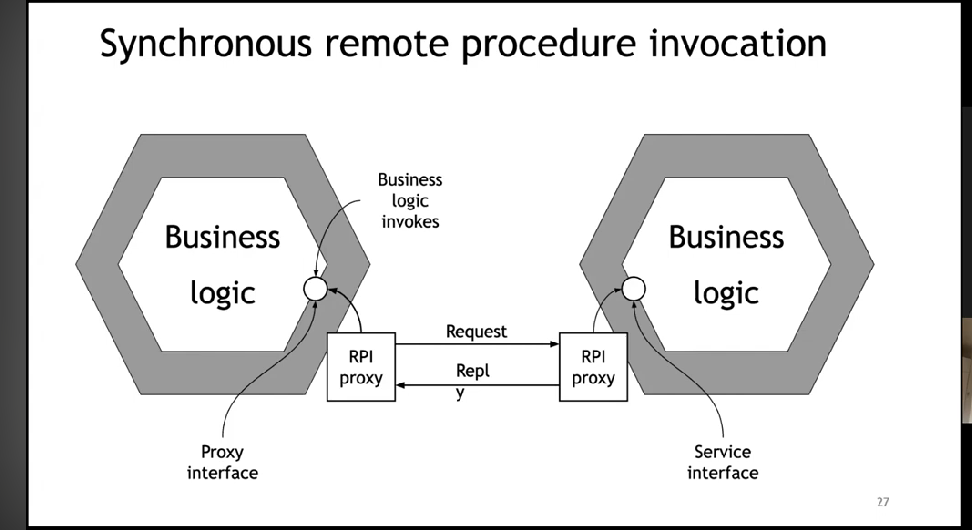 Synchronous remote procedure invocation
Business
logic
invokes
Business
logic
Business
logic
Request
RPI
proxy
Repl
y
RPI
proxy
Proxy
interface
Service
interface
27